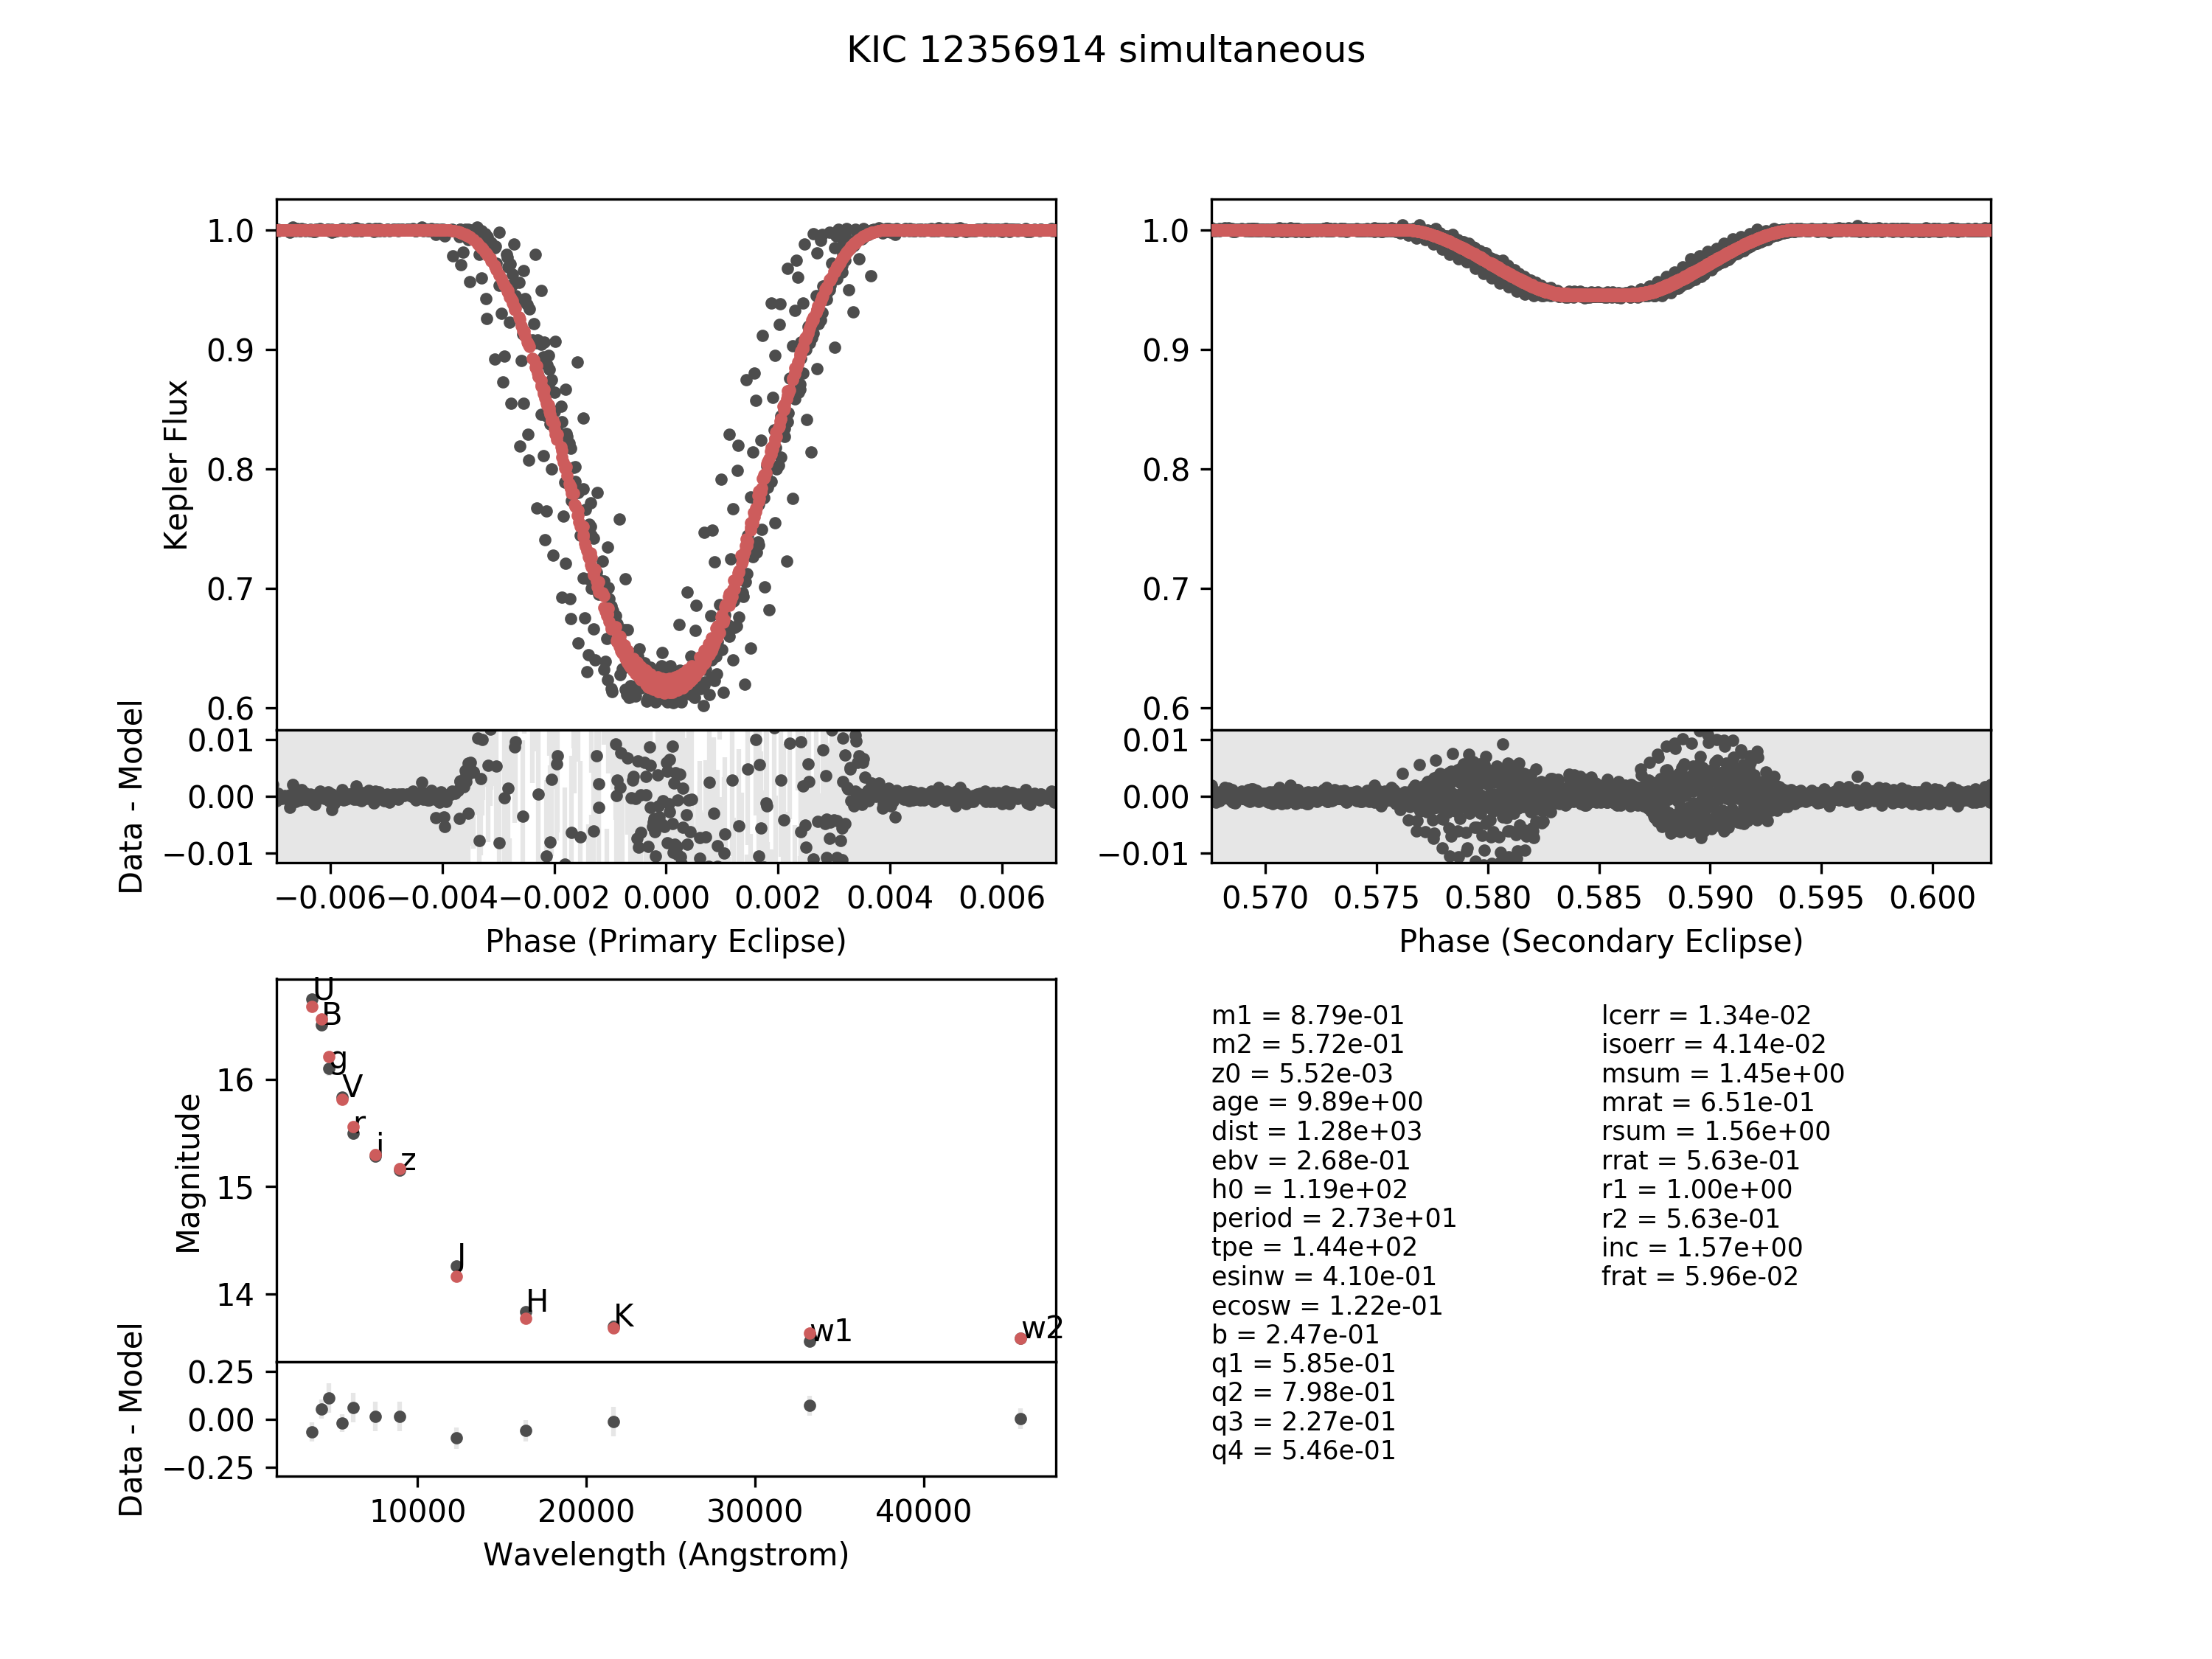 KIC 12356914 simultaneous
1.0
0.9
0.8
0.7
0.6
Kepler Flux
0.01
0.00
−0.01
Data - Model
−0.006 −0.004 −0.002 0.000 0.002 0.004 0.006
Phase (Primary Eclipse)
1.0
0.9
0.8
0.7
0.6
0.01
0.00
−0.01
0.570 0.575 0.580 0.585 0.590 0.595 0.600
Phase (Secondary Eclipse)
U
B
g
V
r
i
z
J
H
K
w1
w2
16
15
14
Magnitude
0.25
0.00
−0.25
Data - Model
10000 20000 30000 40000
Wavelength (Angstrom)
m1 = 8.79e-01
m2 = 5.72e-01
z0 = 5.52e-03
age = 9.89e+00
dist = 1.28e+03
ebv = 2.68e-01
h0 = 1.19e+02
period = 2.73e+01
tpe = 1.44e+02
esinw = 4.10e-01
ecosw = 1.22e-01
b = 2.47e-01
q1 = 5.85e-01
q2 = 7.98e-01
q3 = 2.27e-01
q4 = 5.46e-01
lcerr = 1.34e-02
isoerr = 4.14e-02
msum = 1.45e+00
mrat = 6.51e-01
rsum = 1.56e+00
rrat = 5.63e-01
r1 = 1.00e+00
r2 = 5.63e-01
inc = 1.57e+00
frat = 5.96e-02